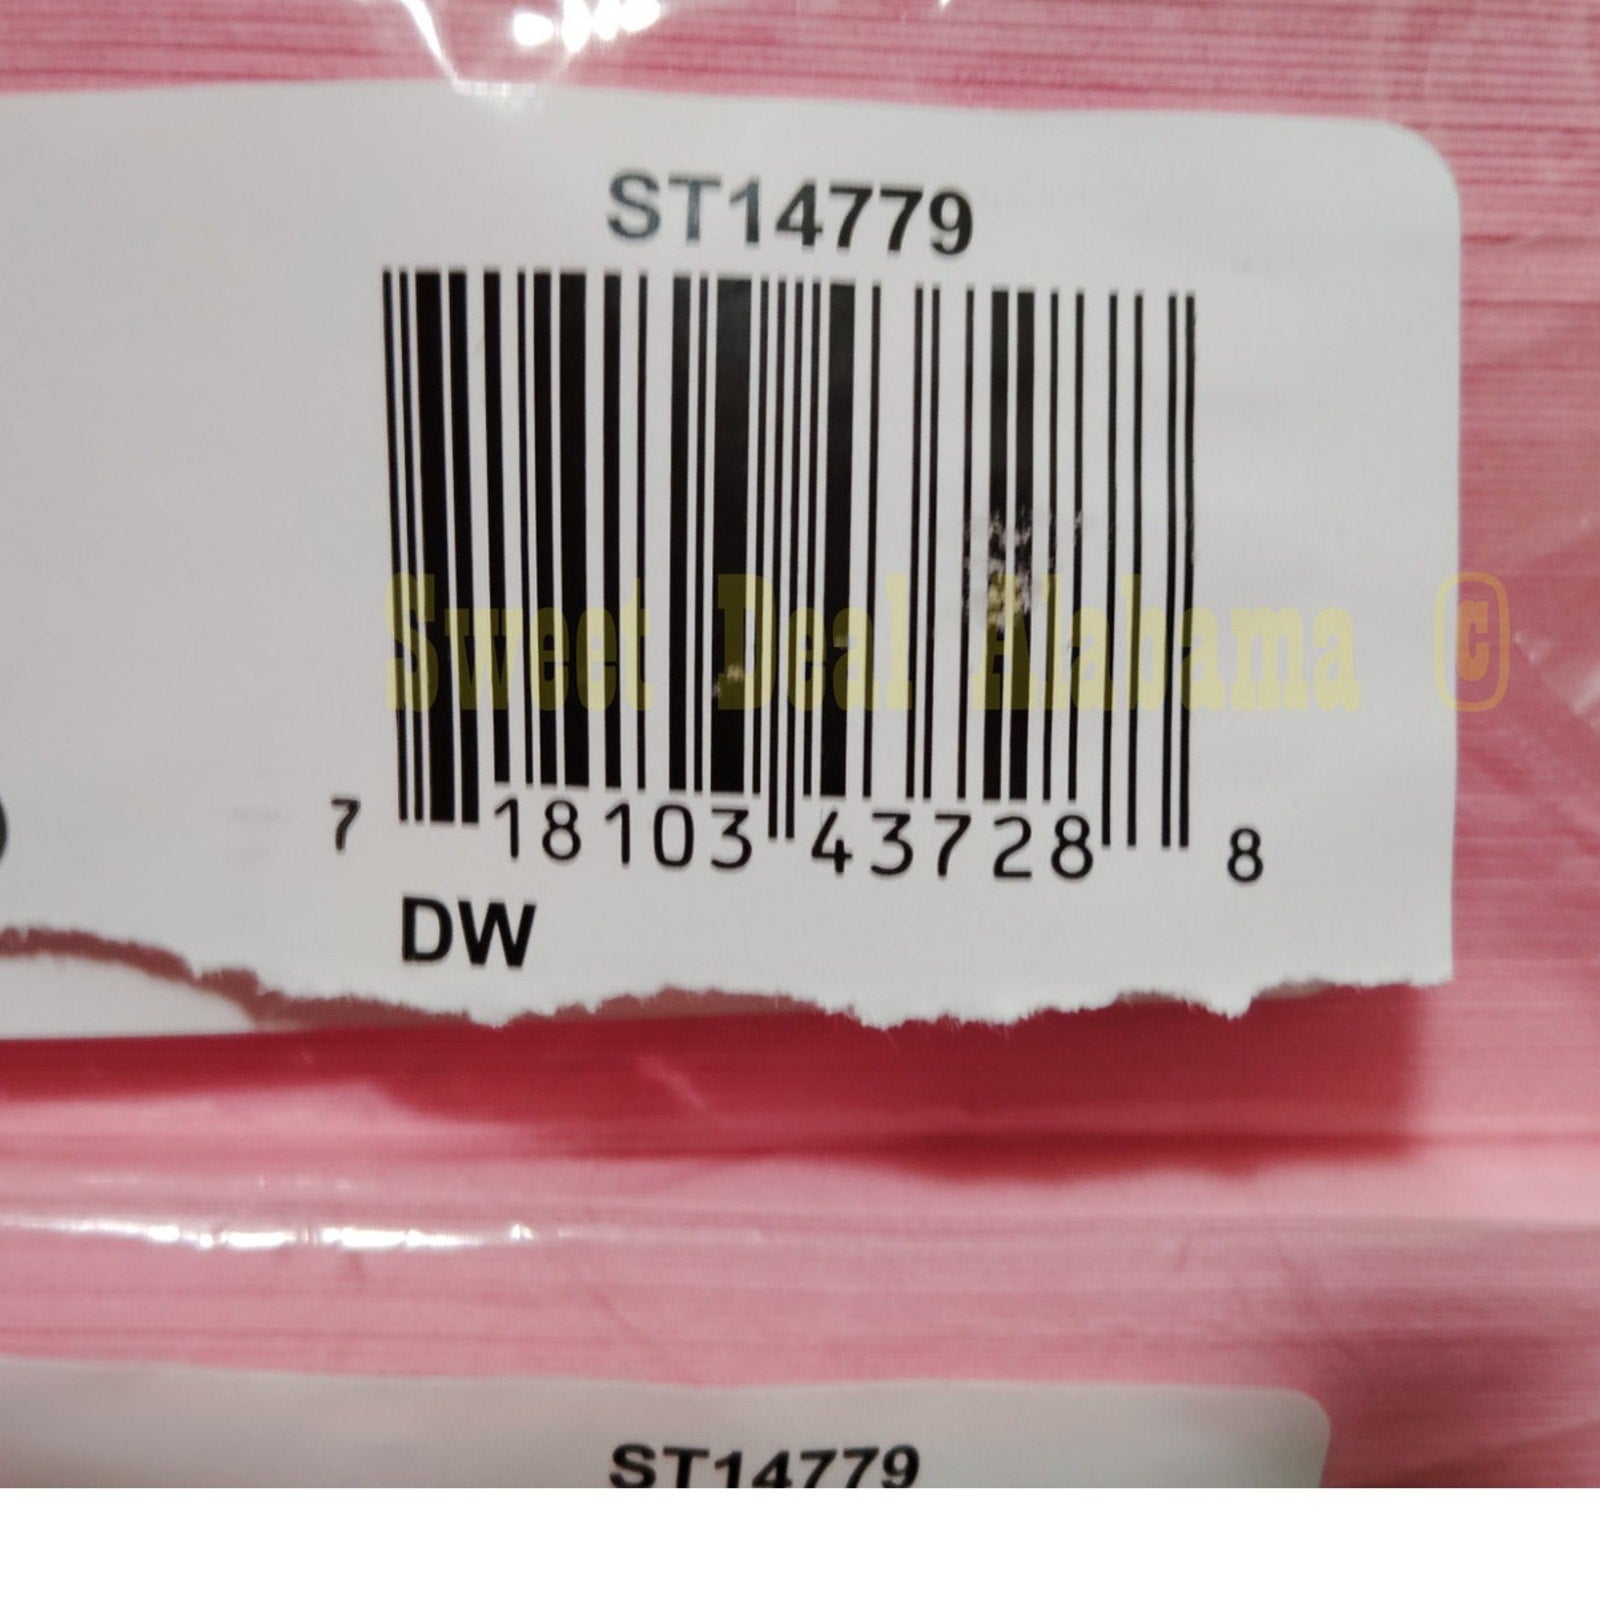 ST14779
Sweet Deal Alabama ©
7 18103 43728 8
DW
ST14779